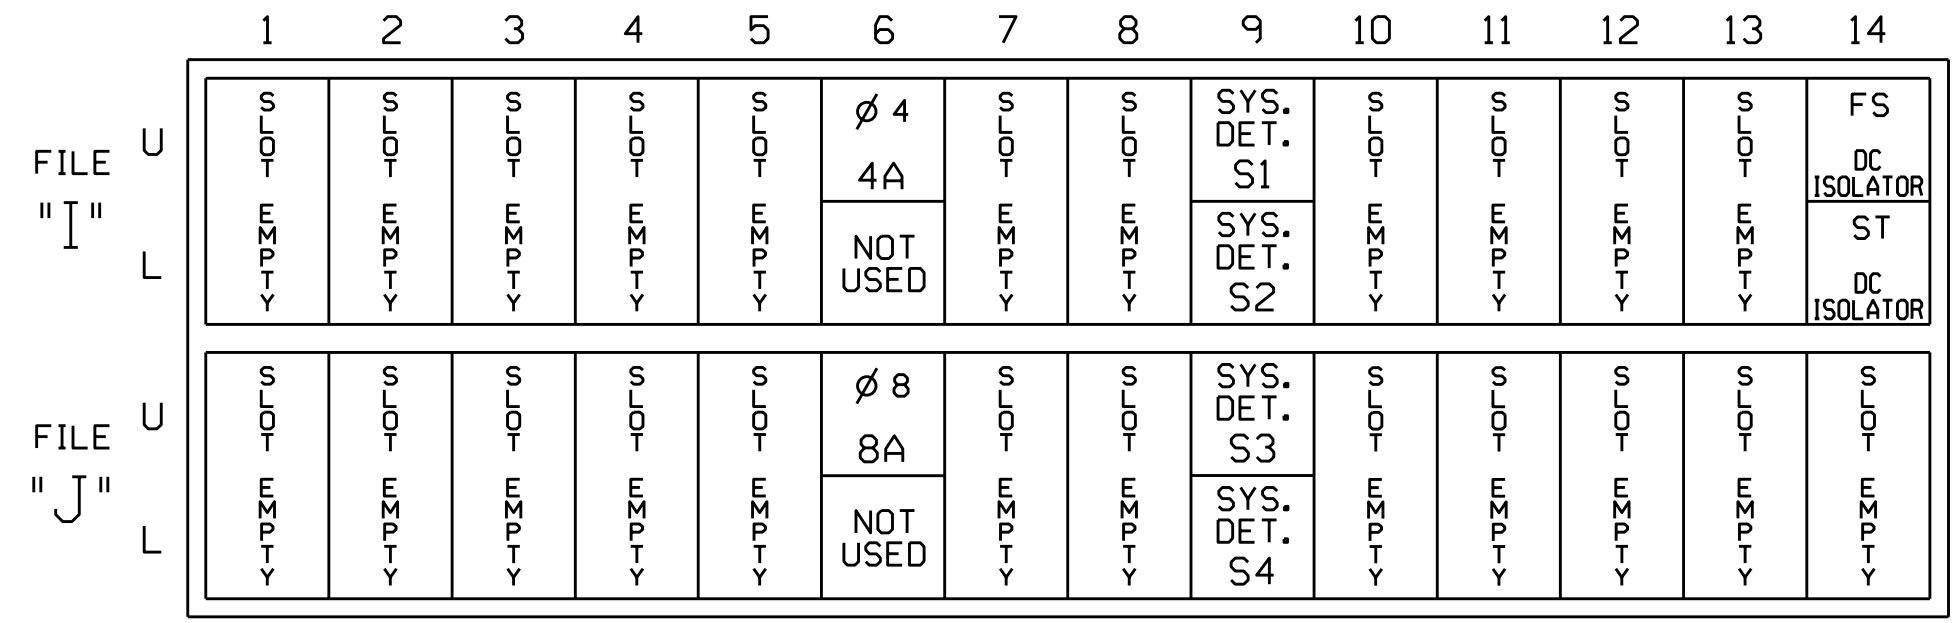 1 2 3 4 5 6 7 8 9 10 11 12 13 14
FILE "I"
U
L
SLOT EMPTY
SLOT EMPTY
SLOT EMPTY
SLOT EMPTY
SLOT EMPTY
Ø 4
4A
NOT
USED
SLOT EMPTY
SLOT EMPTY
SYS.
DET.
S1
SYS.
DET.
S2
SLOT EMPTY
SLOT EMPTY
SLOT EMPTY
SLOT EMPTY
FS
DC
ISOLATOR
ST
DC
ISOLATOR
FILE "J"
U
L
SLOT EMPTY
SLOT EMPTY
SLOT EMPTY
SLOT EMPTY
SLOT EMPTY
Ø 8
8A
NOT
USED
SLOT EMPTY
SLOT EMPTY
SYS.
DET.
S3
SYS.
DET.
S4
SLOT EMPTY
SLOT EMPTY
SLOT EMPTY
SLOT EMPTY
SLOT EMPTY